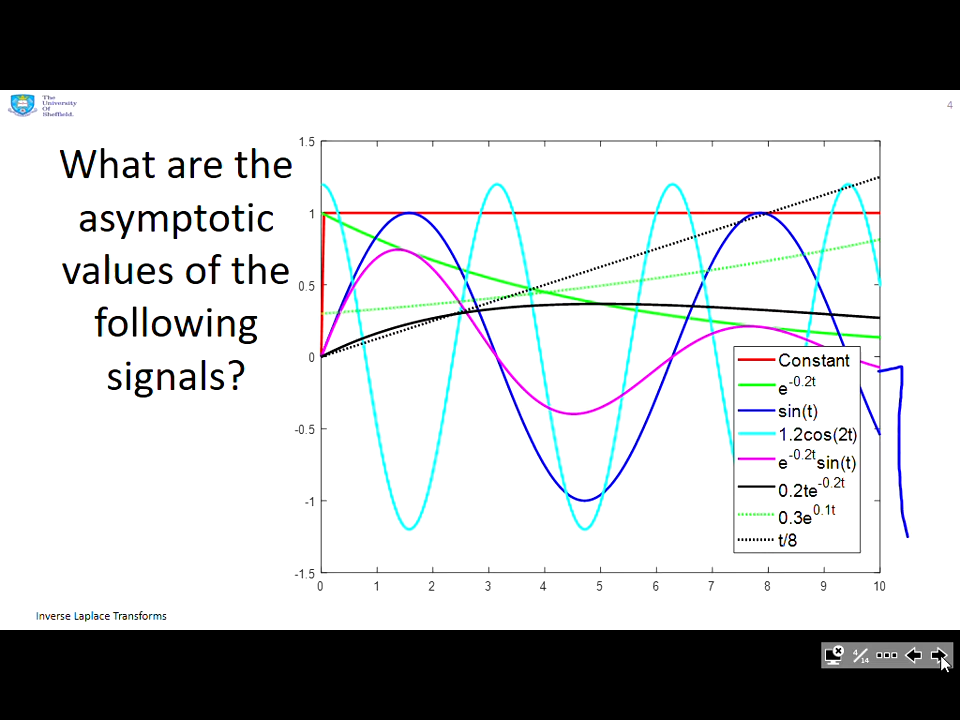 The
University
Of
Sheffield.
4
What are the
asymptotic
values of the
following
signals?
1.5
1
0.5
0
-0.5
-1
-1.5
0 1 2 3 4 5 6 7 8 9 10
Constant
e^-0.2t
sin(t)
1.2cos(2t)
e^-0.2t sin(t)
0.2te^-0.2t
0.3e^0.1t
t/8
Inverse Laplace Transforms
4/14